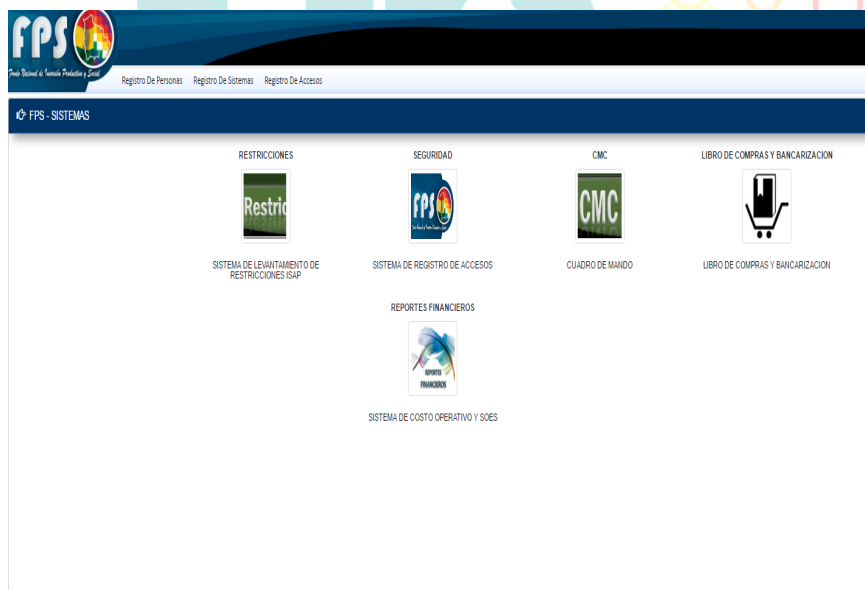 FPS
Fondo Nacional de Inversión Productiva y Social
Registro De Personas Registro De Sistemas Registro De Accesos
FPS - SISTEMAS
RESTRICCIONES
SEGURIDAD
CMC
LIBRO DE COMPRAS Y BANCARIZACION
Restric
FPS
CMC
SISTEMA DE LEVANTAMIENTO DE
RESTRICCIONES ISAP
SISTEMA DE REGISTRO DE ACCESOS
CUADRO DE MANDO
LIBRO DE COMPRAS Y BANCARIZACION
REPORTES FINANCIEROS
REPORTES
FINANCIEROS
SISTEMA DE COSTO OPERATIVO Y SOES